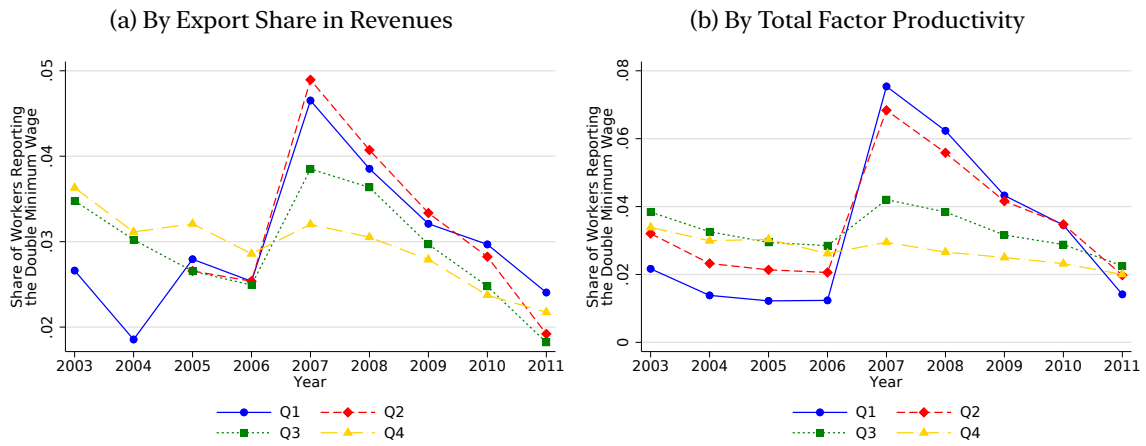 (a) By Export Share in Revenues
Share of Workers Reporting
the Double Minimum Wage
.05
.04
.03
.02
2003 2004 2005 2006 2007 2008 2009 2010 2011
Year
Q1 Q2
Q3 Q4
(b) By Total Factor Productivity
Share of Workers Reporting
the Double Minimum Wage
.08
.06
.04
.02
0
2003 2004 2005 2006 2007 2008 2009 2010 2011
Year
Q1 Q2
Q3 Q4